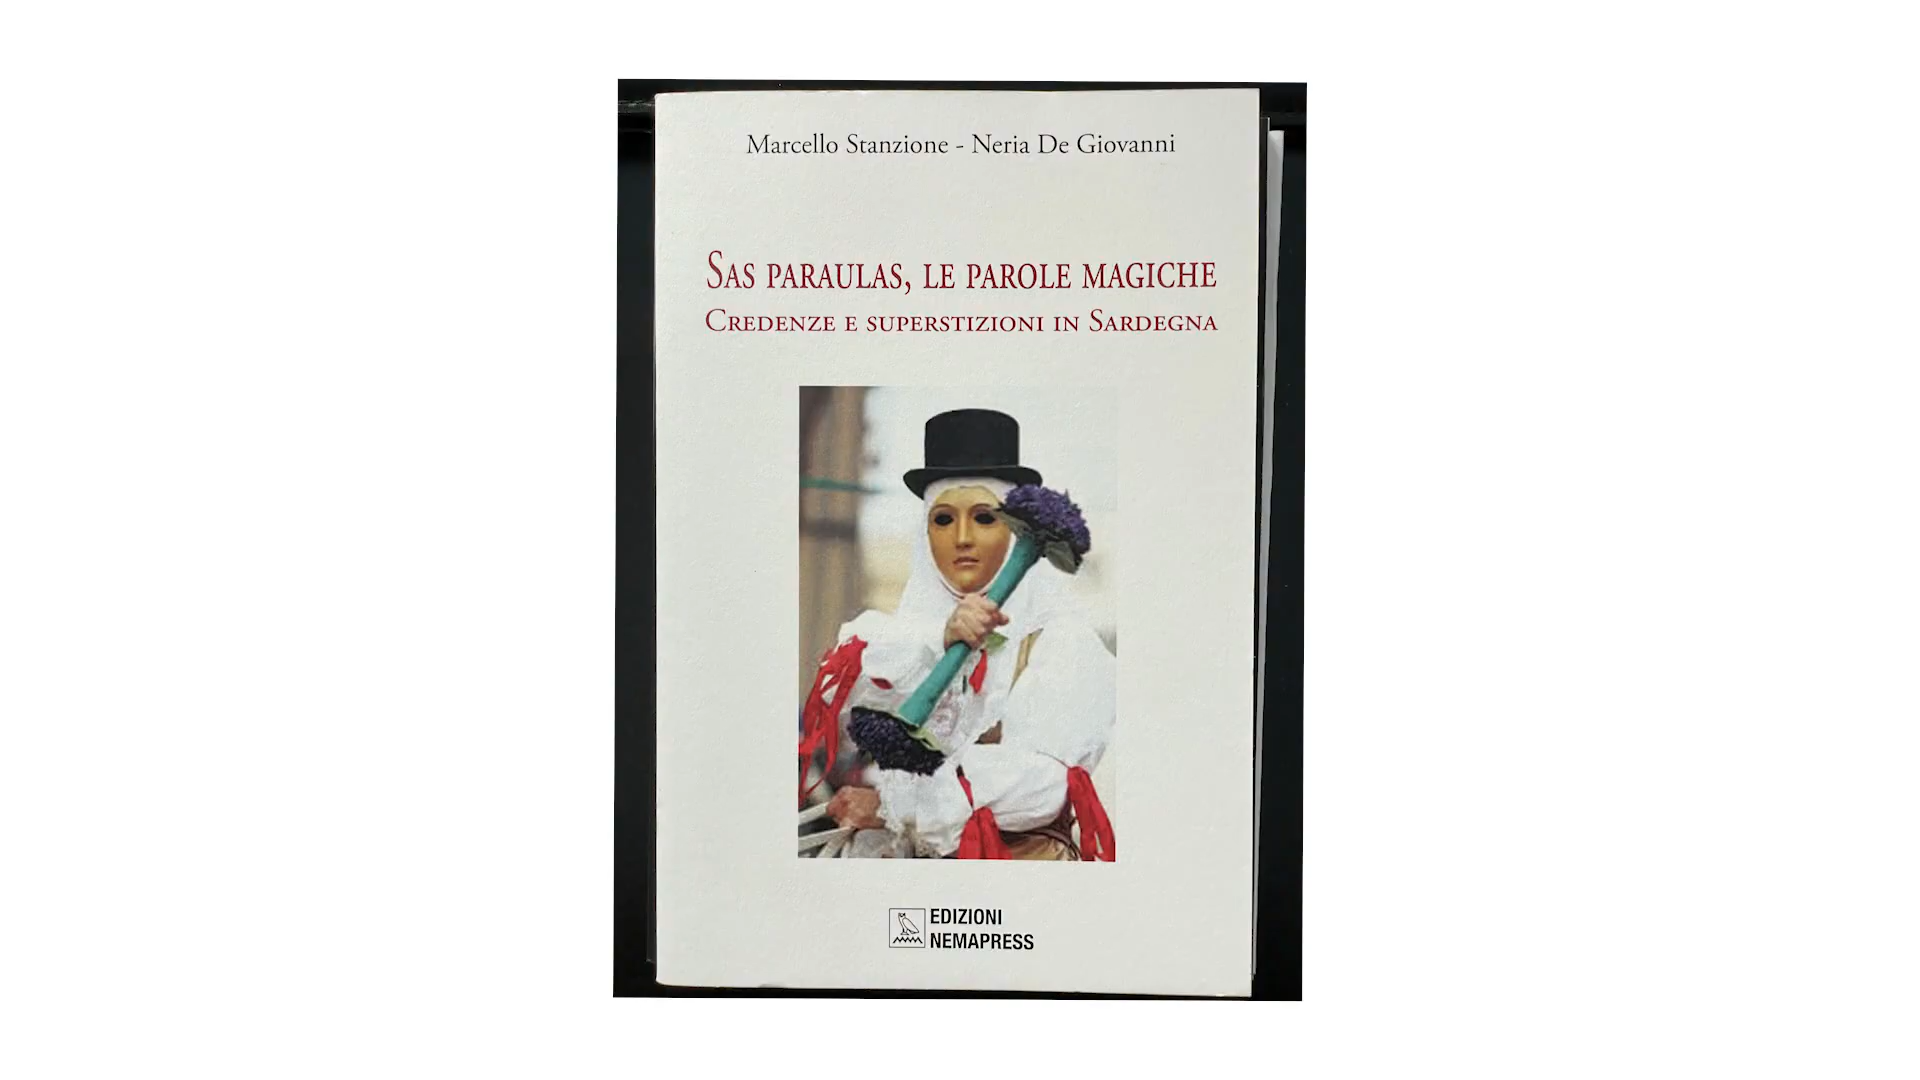 Marcello Stanzione - Neria De Giovanni
Sas paraulas, le parole magiche
Credenze e superstizioni in Sardegna
EDIZIONI
NEMAPRESS